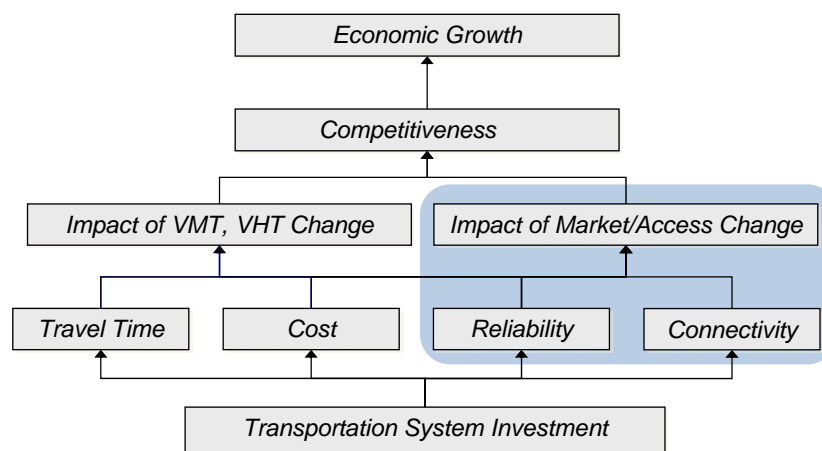 Economic Growth
Competitiveness
Impact of VMT, VHT Change
Impact of Market/Access Change
Travel Time
Cost
Reliability
Connectivity
Transportation System Investment